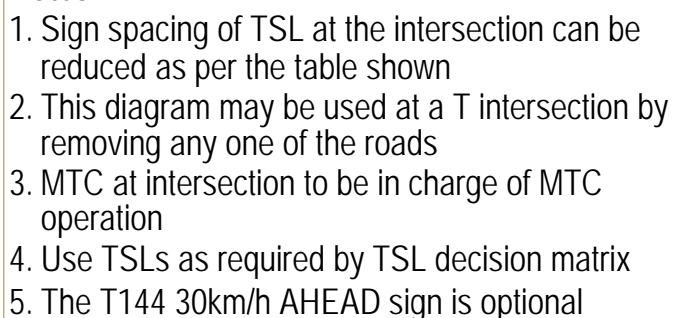 1. Sign spacing of TSL at the intersection can be
reduced as per the table shown
2. This diagram may be used at a T intersection by
removing any one of the roads
3. MTC at intersection to be in charge of MTC
operation
4. Use TSLs as required by TSL decision matrix
5. The T144 30km/h AHEAD sign is optional